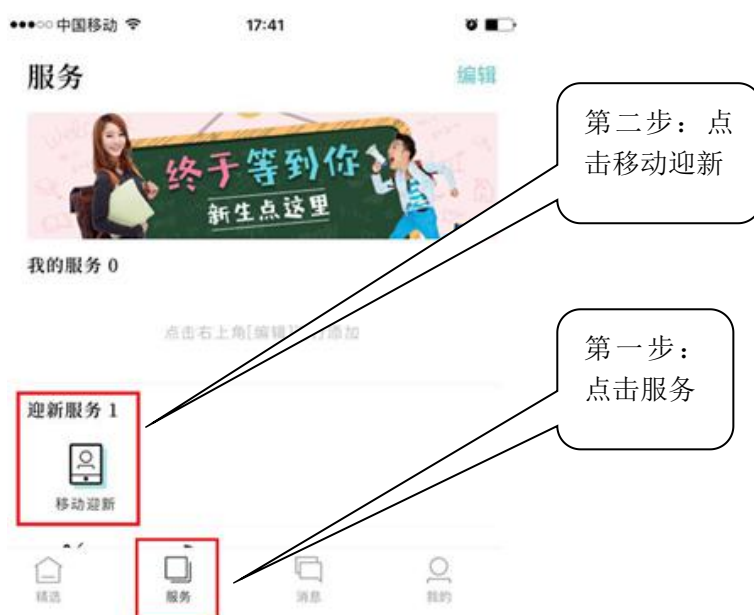 中国移动
17:41
服务
编辑
终于等到你
新生点这里
我的服务 0
点击右上角[编辑]
添加
迎新服务 1
移动迎新
精选
服务
消息
我的
第二步：点
击移动迎新
第一步：
点击服务